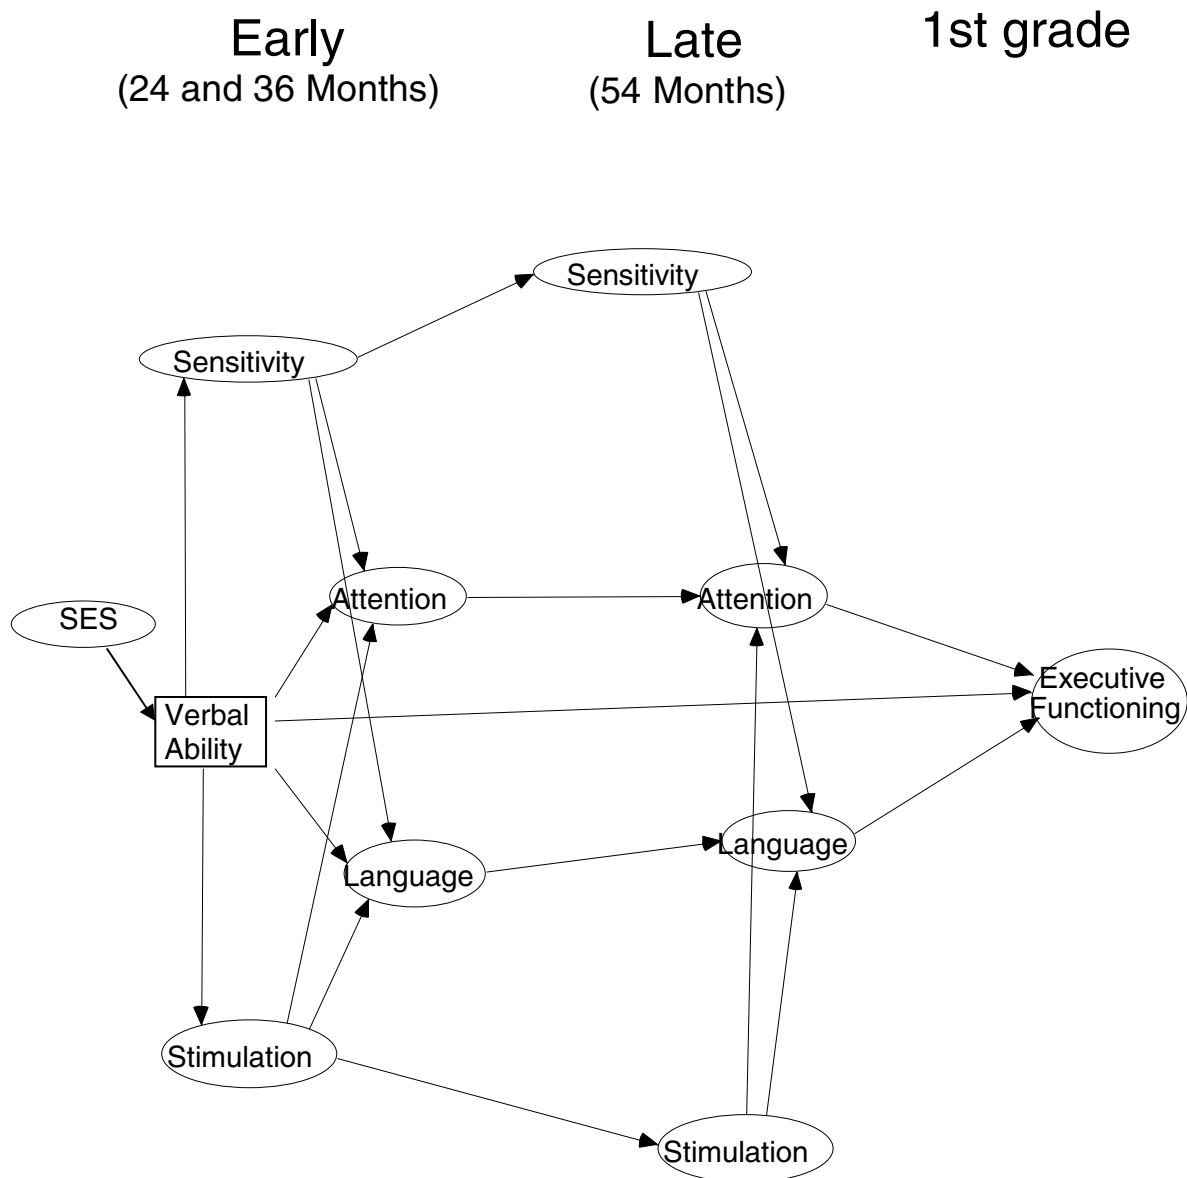 Early
(24 and 36 Months)
Late
(54 Months)
1st grade
Sensitivity
Sensitivity
Attention
Attention
SES
Executive
Functioning
Verbal
Ability
Language
Language
Stimulation
Stimulation